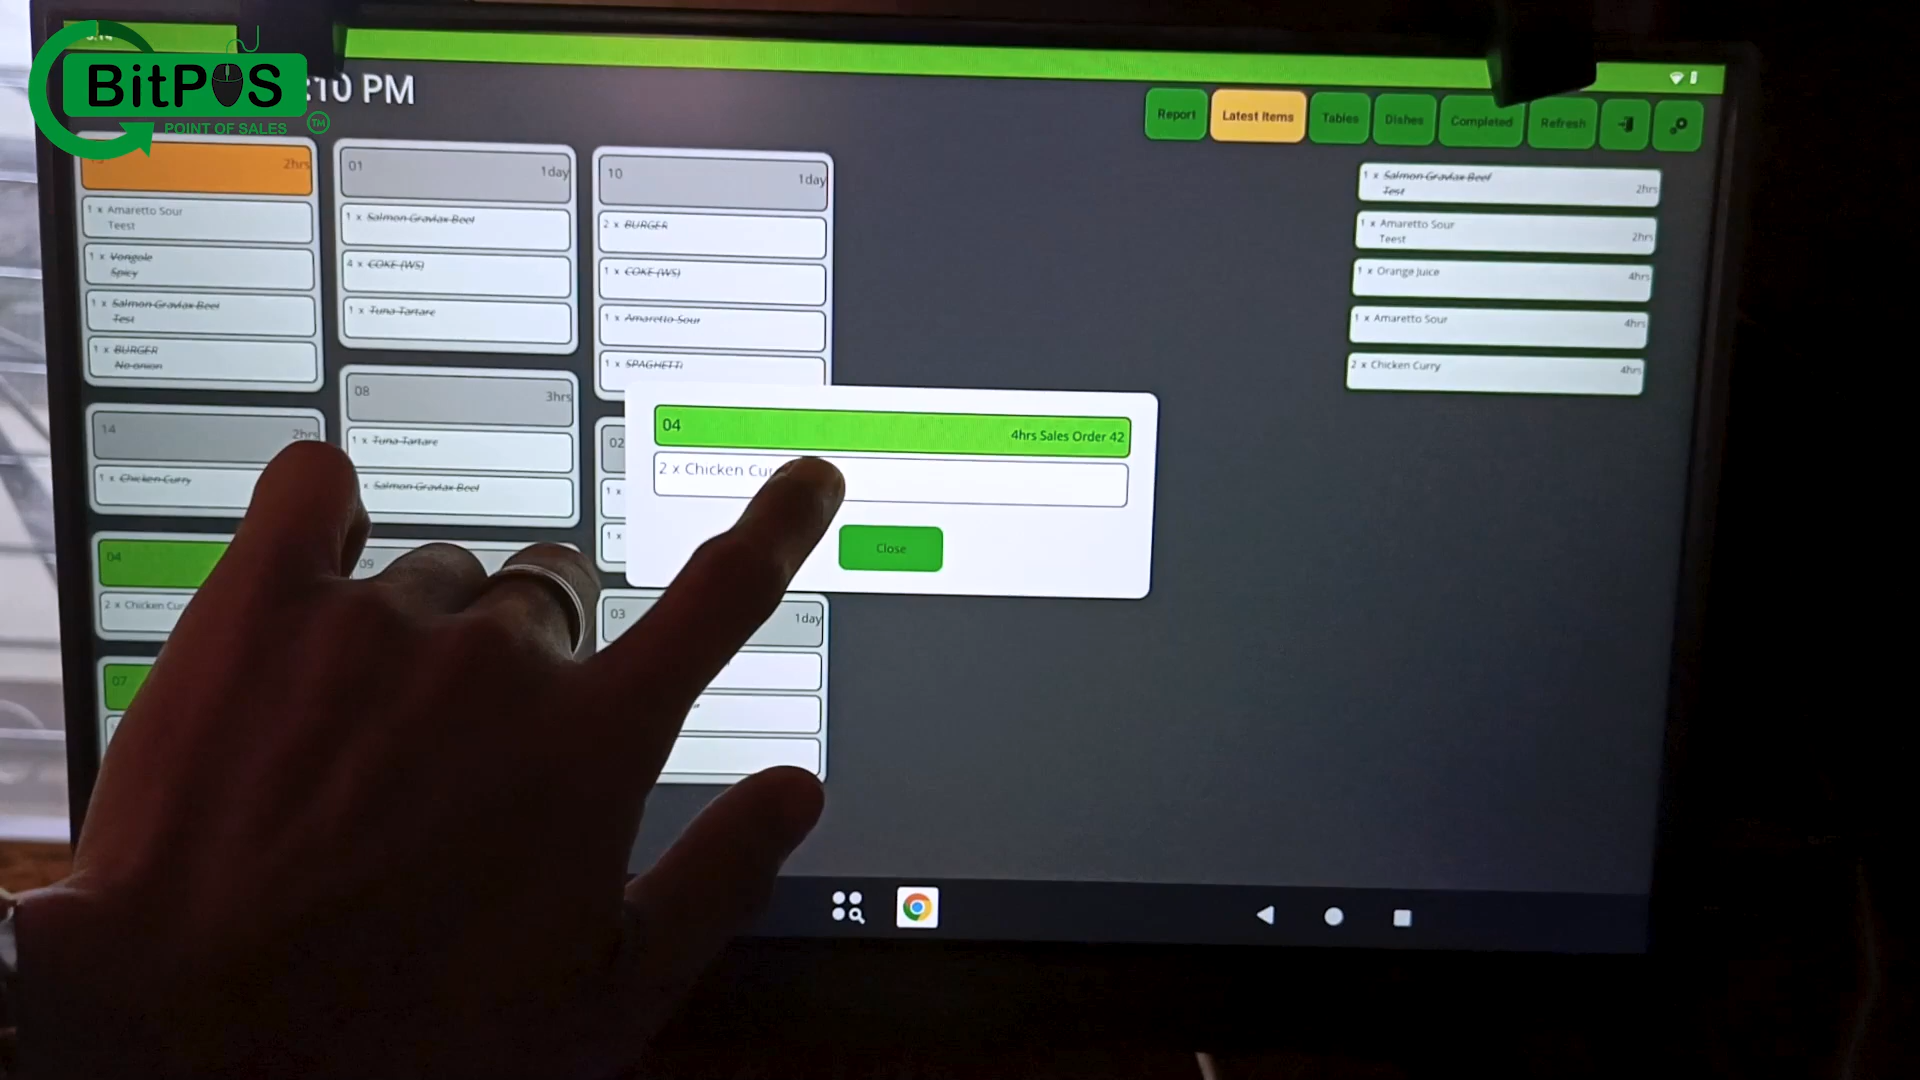 BitPOS
POINT OF SALES
TM
:10 PM
Report
Latest Items
Tables
Dishes
Completed
Refresh
2hrs
1 x Amaretto Sour
Teest
1 x Vongole
Spicy
1 x Salmon Gravlax Beef
Test
1 x BURGER
No onion
14
2hrs
1 x Chicken Curry
04
2 x Chicken Cur
07
01
1day
1 x Salmon Gravlax Beef
4 x COKE (WS)
1 x Tuna Tartare
08
3hrs
1 x Tuna Tartare
x Salmon Gravlax Beef
09
10
1day
2 x BURGER
1 x COKE (WS)
1 x Amaretto Sour
1 x SPAGHETTI
02
1 x
1 x
03
1day
04
4hrs Sales Order 42
2 x Chicken Cur
Close
1 x Salmon Gravlax Beef
Test
2hrs
1 x Amaretto Sour
Teest
2hrs
1 x Orange Juice
4hrs
1 x Amaretto Sour
4hrs
2 x Chicken Curry
4hrs